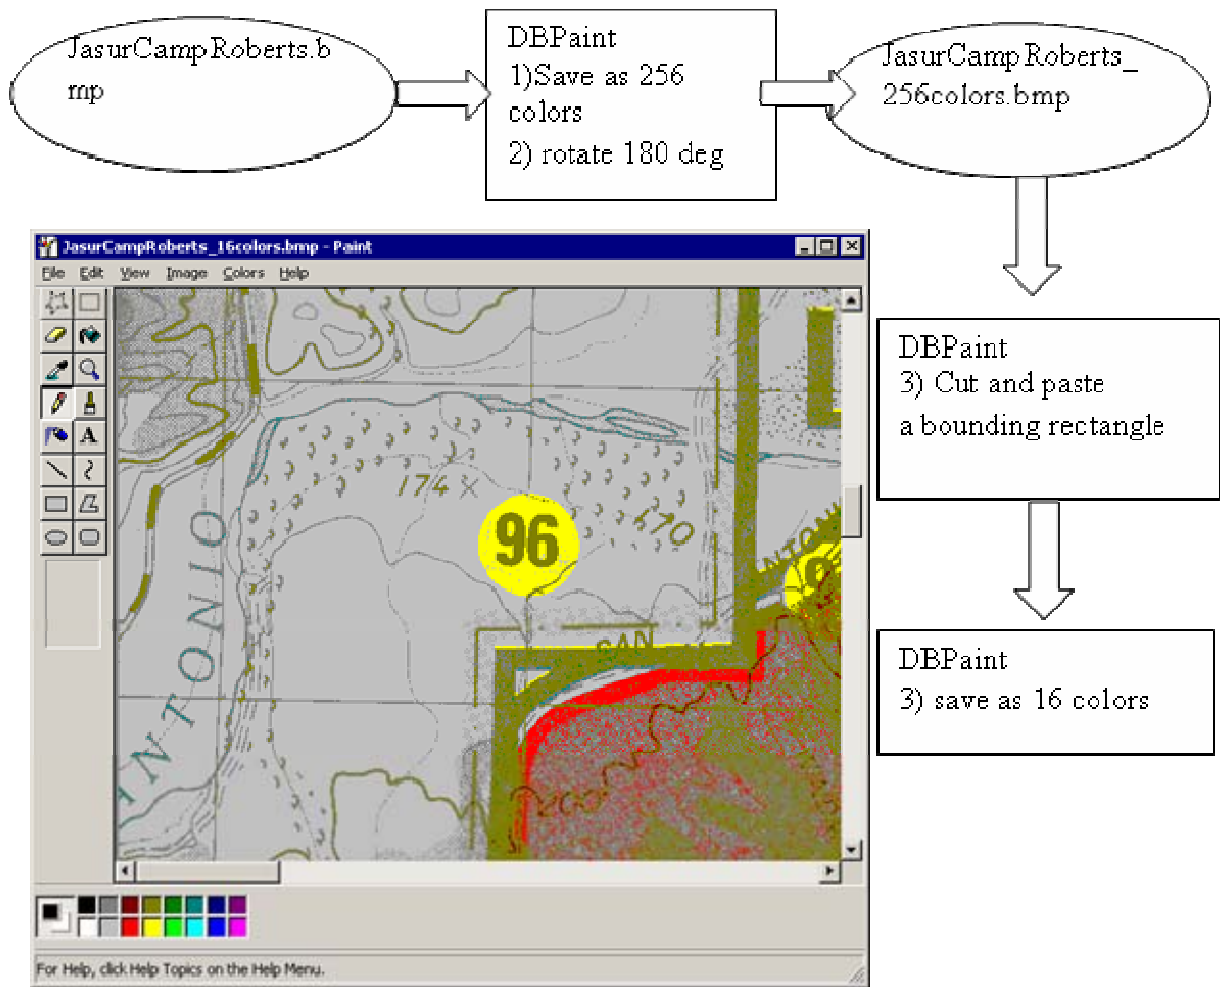 JasurCampRoberts.b
mp
DBPaint
1)Save as 256
colors
2) rotate 180 deg
JasurCampRoberts_
256colors.bmp
DBPaint
3) Cut and paste
a bounding rectangle
DBPaint
3) save as 16 colors
JasurCampRoberts_16colors.bmp - Paint
File Edit View Image Colors Help
A
174
96
170
NTONIO
ANTONIO
SAN
For Help, click Help Topics on the Help Menu.